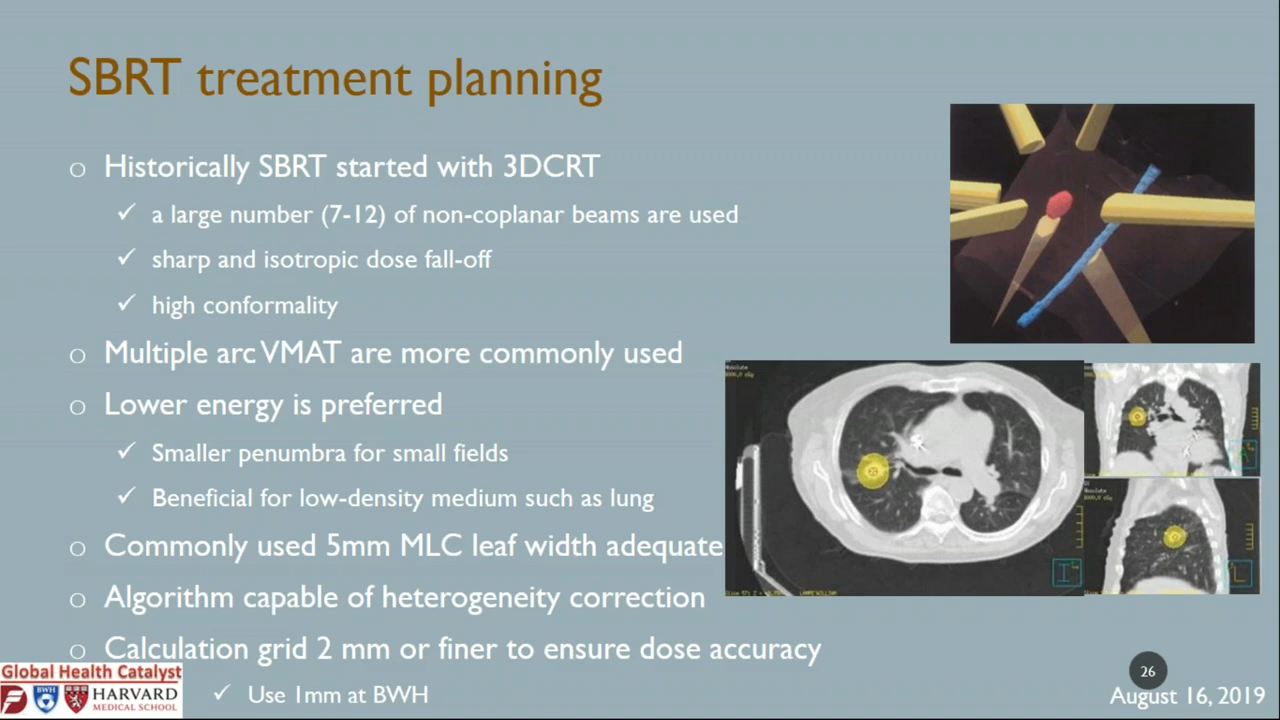 SBRT treatment planning
o Historically SBRT started with 3DCRT
✓ a large number (7-12) of non-coplanar beams are used
✓ sharp and isotropic dose fall-off
✓ high conformality
o Multiple arc VMAT are more commonly used
o Lower energy is preferred
✓ Smaller penumbra for small fields
✓ Beneficial for low-density medium such as lung
o Commonly used 5mm MLC leaf width adequate
o Algorithm capable of heterogeneity correction
o Calculation grid 2 mm or finer to ensure dose accuracy
✓ Use 1mm at BWH
Absolute
Global Health Catalyst
BWH
HARVARD
MEDICAL SCHOOL
26
August 16, 2019